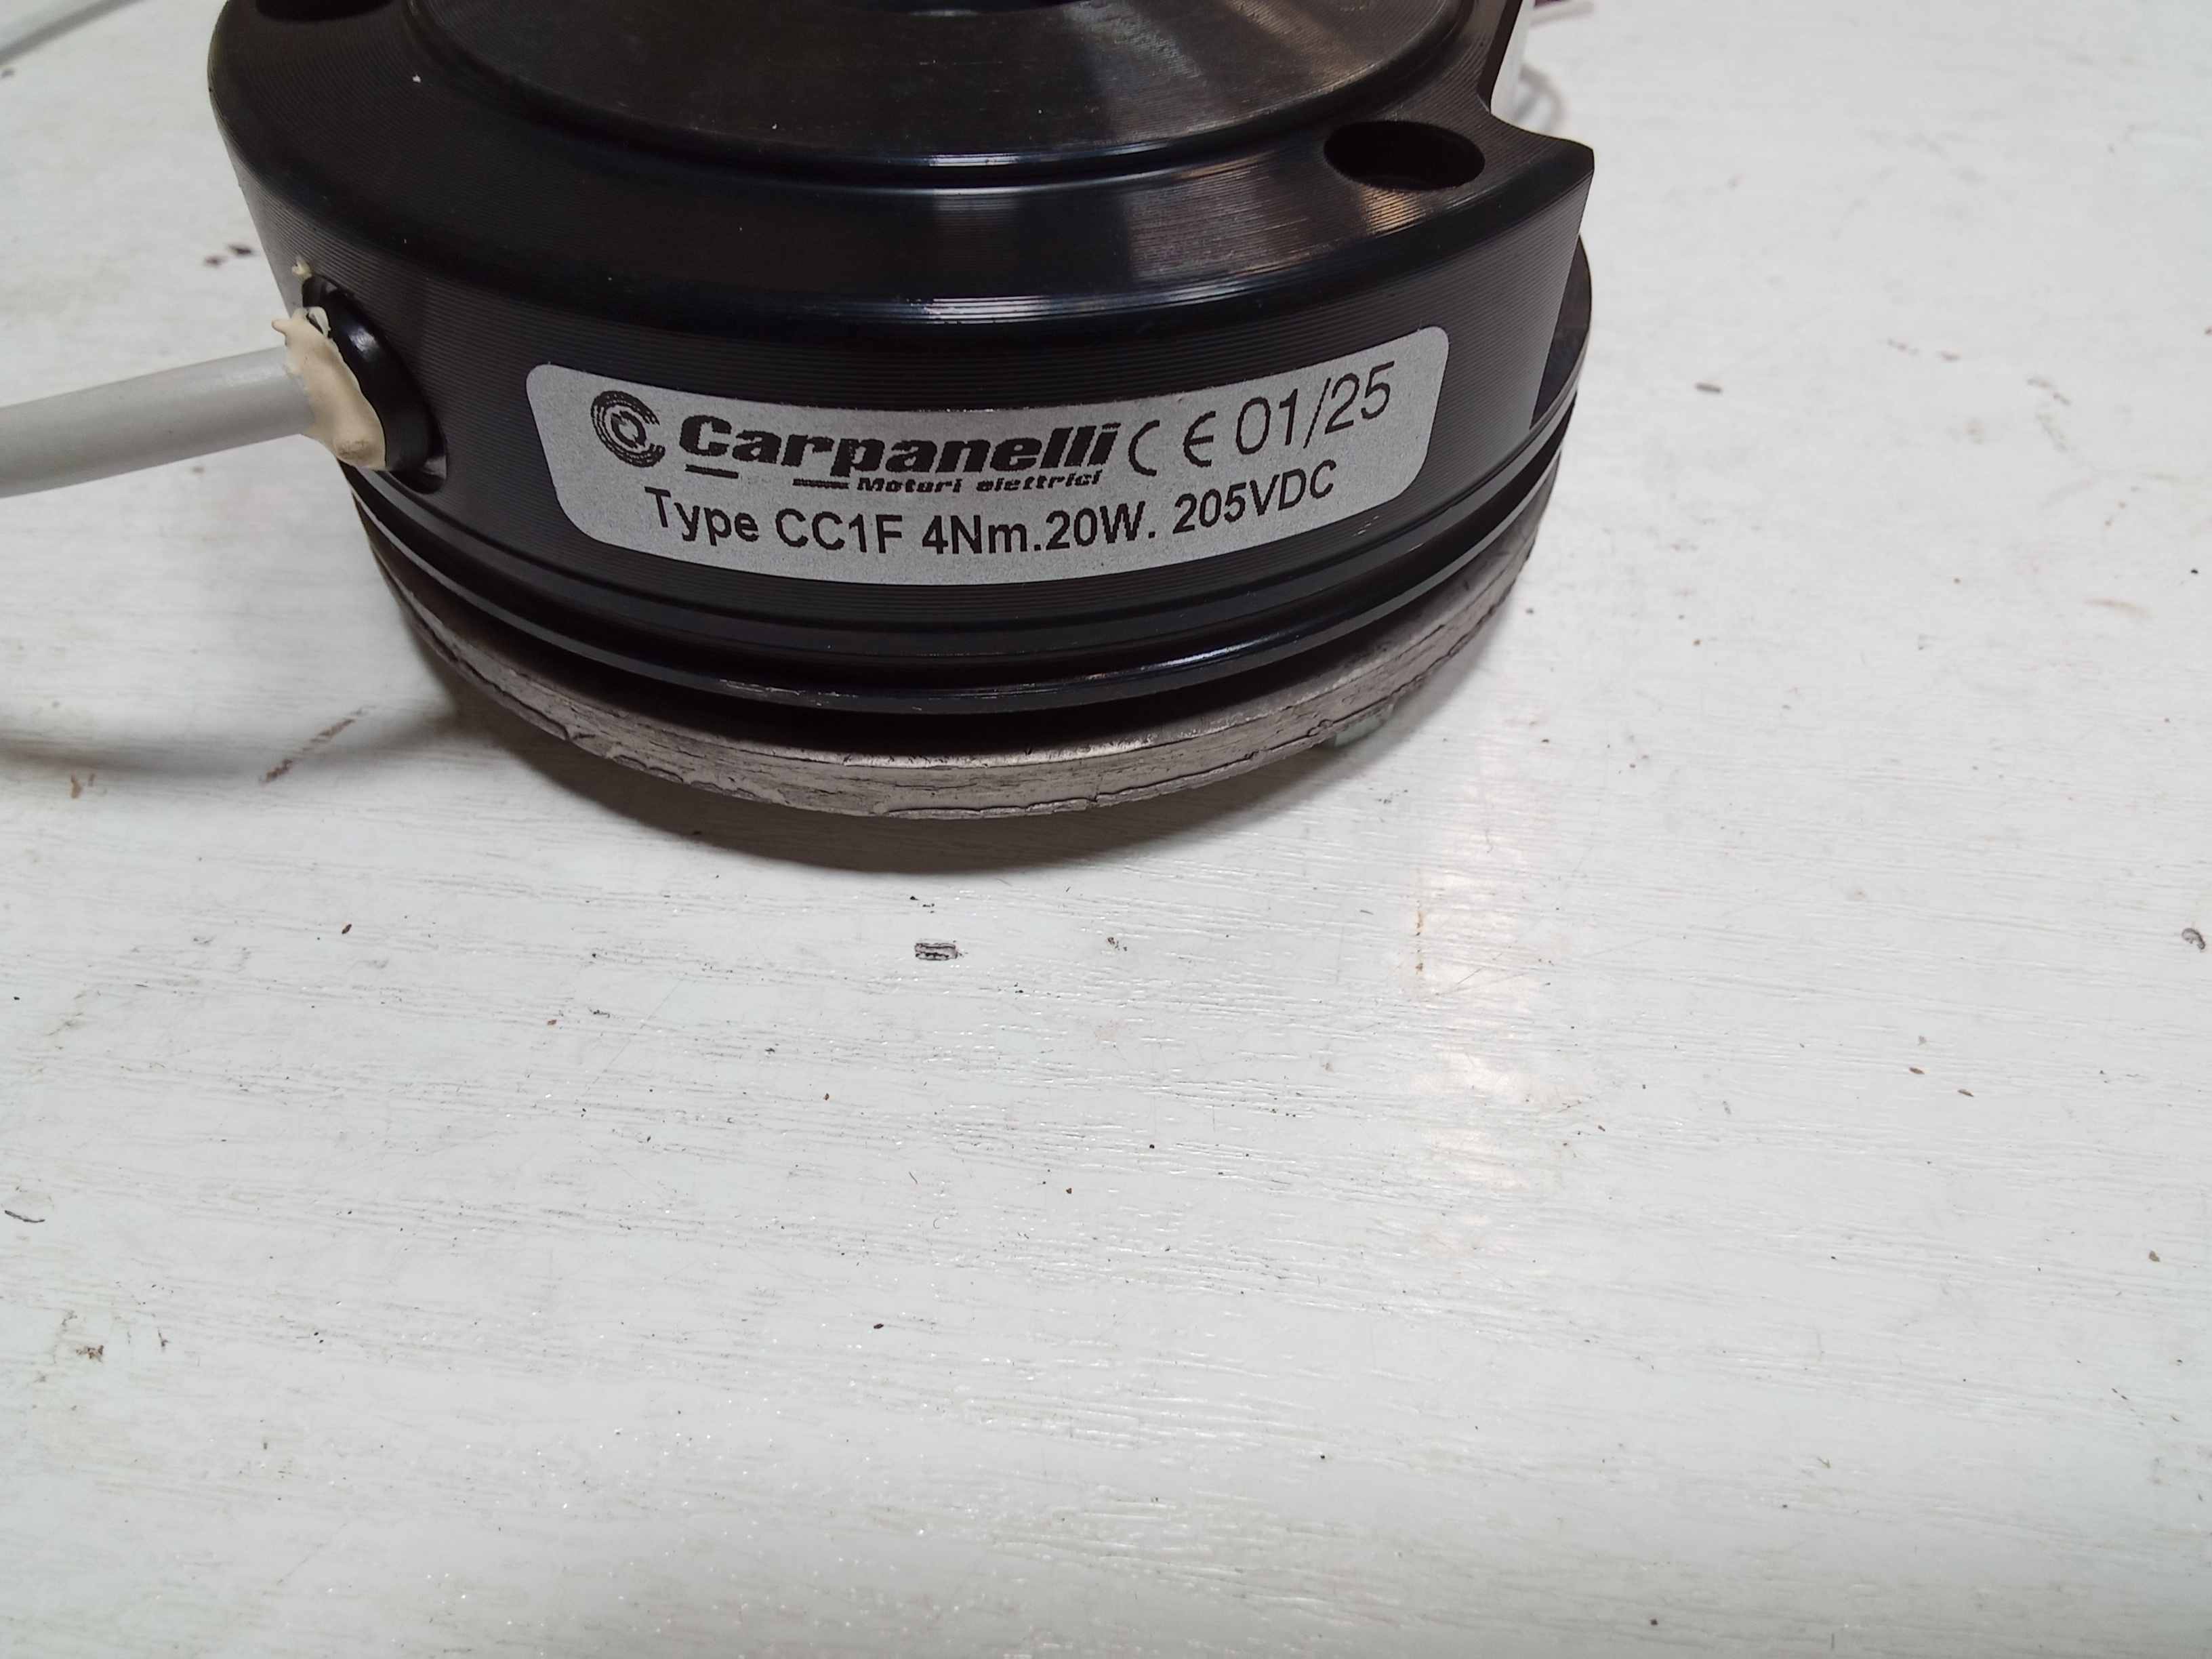 Carpanelli CE 01/25
Motori elettrici
Type CC1F 4Nm.20W. 205VDC